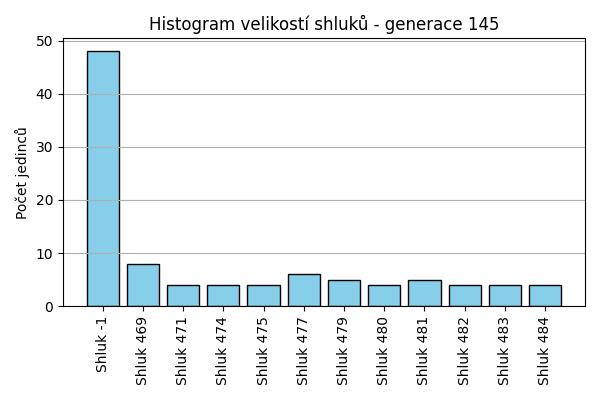 Histogram velikostí shluků - generace 145
Počet jedinců
50
40
30
20
10
0
Shluk -1
Shluk 469
Shluk 471
Shluk 474
Shluk 475
Shluk 477
Shluk 479
Shluk 480
Shluk 481
Shluk 482
Shluk 483
Shluk 484